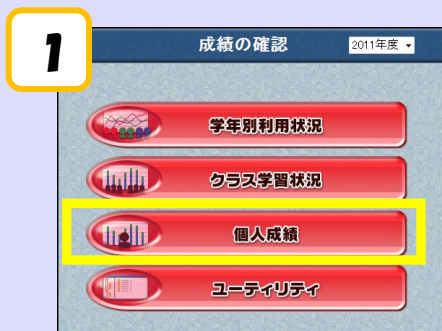 1
成績の確認
2011年度
学年別利用状況
クラス学習状況
個人成績
ユーティリティ